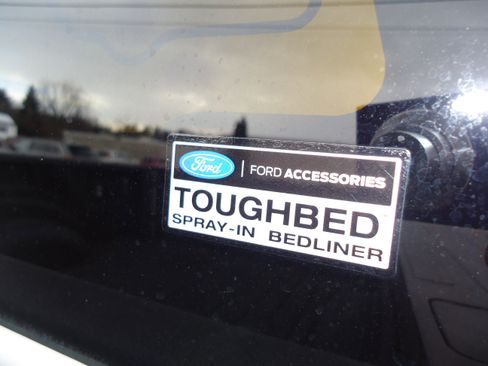 Ford | FORD ACCESSORIES
TOUGHBED
SPRAY-IN BEDLINER